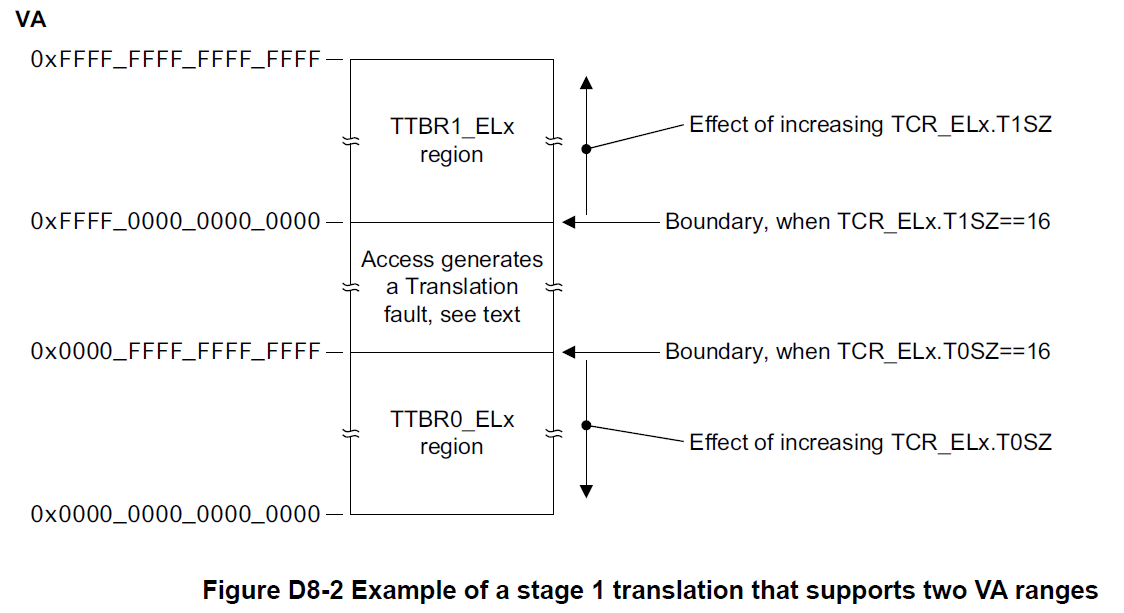 VA
0xFFFF_FFFF_FFFF_FFFF
TTBR1_ELx
region
Effect of increasing TCR_ELx.T1SZ
0xFFFF_0000_0000_0000
Boundary, when TCR_ELx.T1SZ==16
Access generates
a Translation
fault, see text
0x0000_FFFF_FFFF_FFFF
Boundary, when TCR_ELx.T0SZ==16
TTBR0_ELx
region
Effect of increasing TCR_ELx.T0SZ
0x0000_0000_0000_0000
Figure D8-2 Example of a stage 1 translation that supports two VA ranges